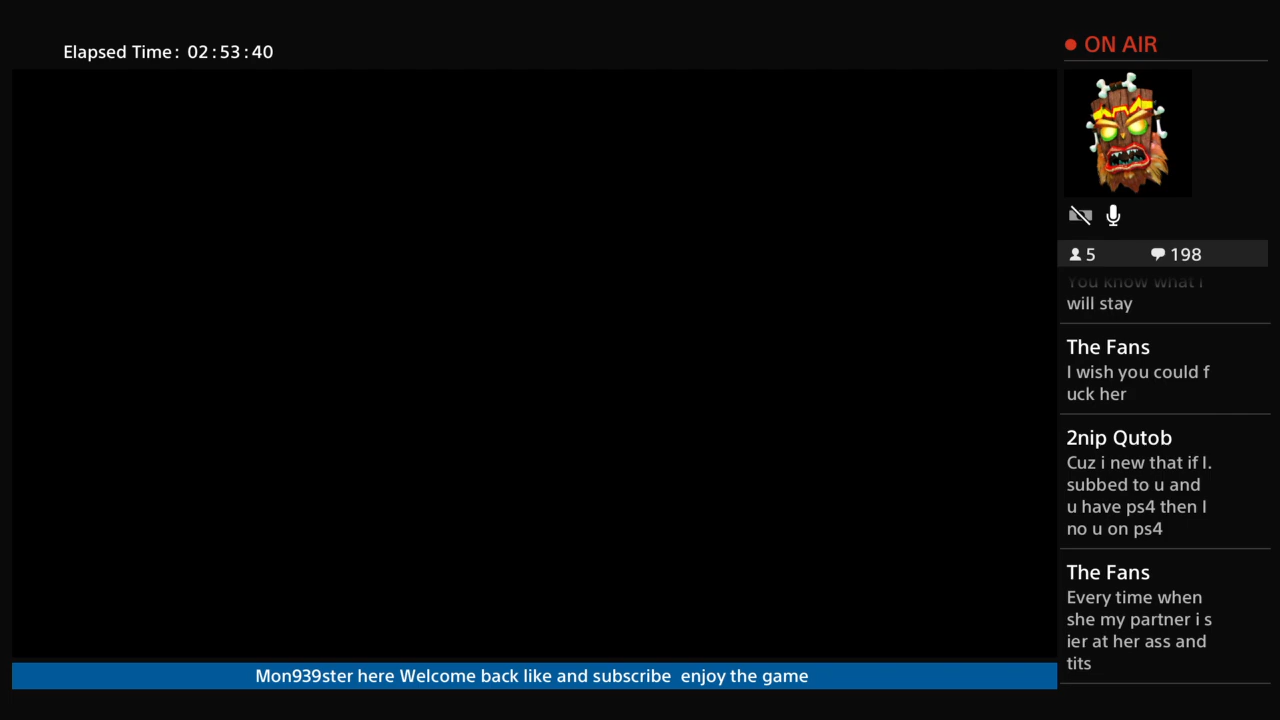 Elapsed Time: 02:53:40
ON AIR
5 198
You know what I
will stay
The Fans
I wish you could f
uck her
2nip Qutob
Cuz i new that if I.
subbed to u and
u have ps4 then I
no u on ps4
The Fans
Every time when
she my partner i s
ier at her ass and
tits
Mon939ster here Welcome back like and subscribe  enjoy the game